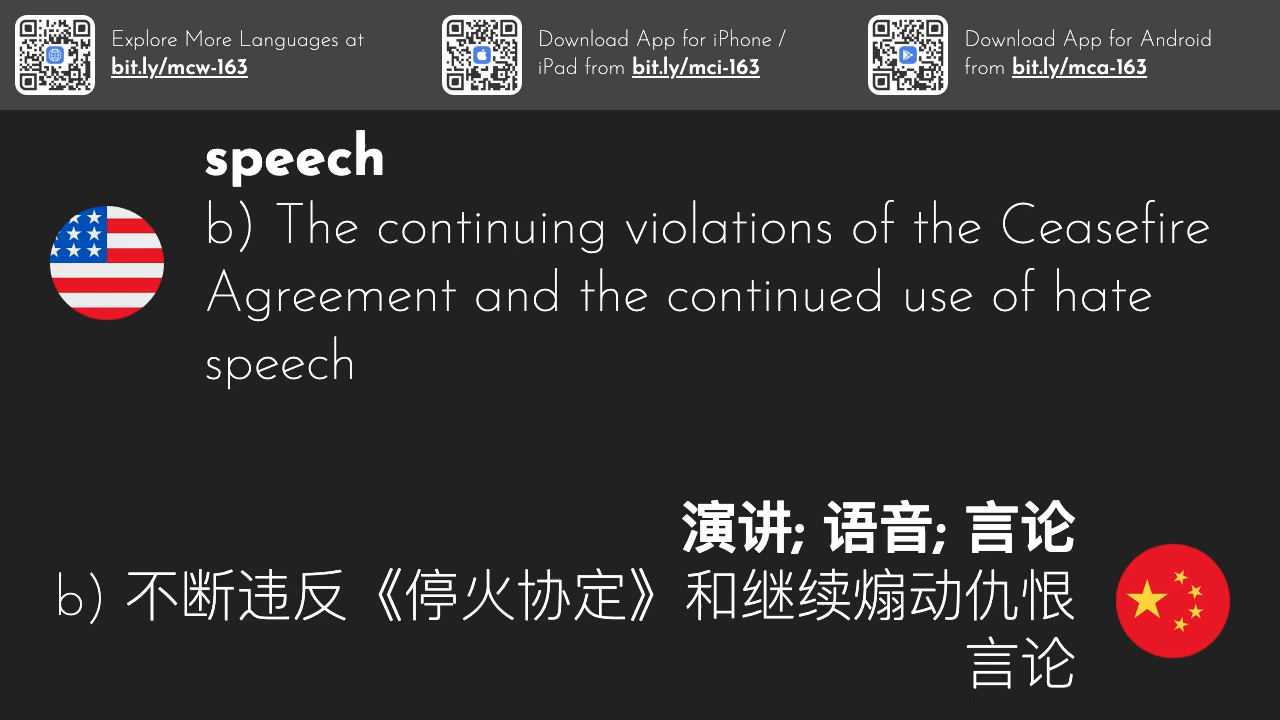 Explore More Languages at
bit.ly/mcw-163
Download App for iPhone /
iPad from bit.ly/mci-163
Download App for Android
from bit.ly/mca-163
speech
b) The continuing violations of the Ceasefire
Agreement and the continued use of hate
speech
演讲; 语音; 言论
b) 不断违反《停火协定》和继续煽动仇恨
言论